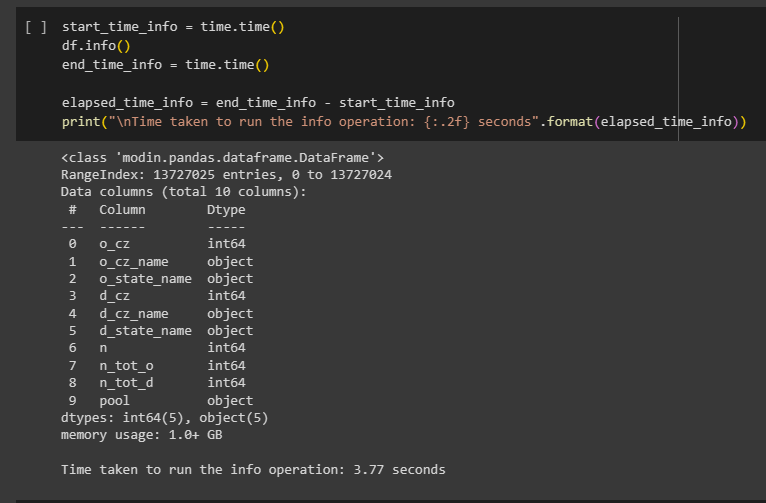 [ ] start_time_info = time.time()
df.info()
end_time_info = time.time()
elapsed_time_info = end_time_info - start_time_info
print("\nTime taken to run the info operation: {:.2f} seconds".format(elapsed_time_info))
<class 'modin.pandas.dataframe.DataFrame'>
RangeIndex: 13727025 entries, 0 to 13727024
Data columns (total 10 columns):
# Column Dtype
--- ------ -----
0 o_cz int64
1 o_cz_name object
2 o_state_name object
3 d_cz int64
4 d_cz_name object
5 d_state_name object
6 n int64
7 n_tot_o int64
8 n_tot_d int64
9 pool object
dtypes: int64(5), object(5)
memory usage: 1.0+ GB
Time taken to run the info operation: 3.77 seconds